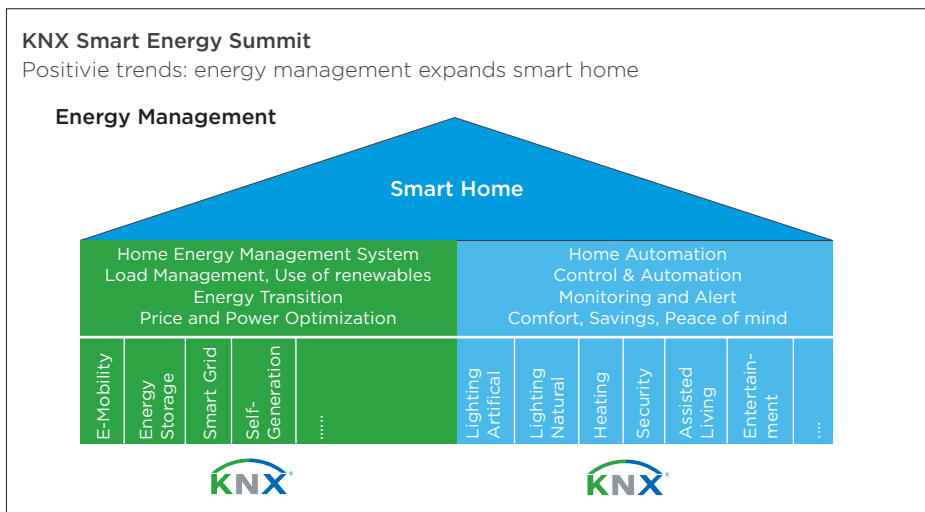 KNX Smart Energy Summit
Positivie trends: energy management expands smart home
Energy Management
Smart Home
Home Energy Management System
Load Management, Use of renewables
Energy Transition
Price and Power Optimization
Home Automation
Control & Automation
Monitoring and Alert
Comfort, Savings, Peace of mind
E-Mobility
Energy
Storage
Smart Grid
Self-
Generation
.....
Lighting
Artifical
Lighting
Natural
Heating
Security
Assisted
Living
Entertain-
ment
....
KNX®
KNX®